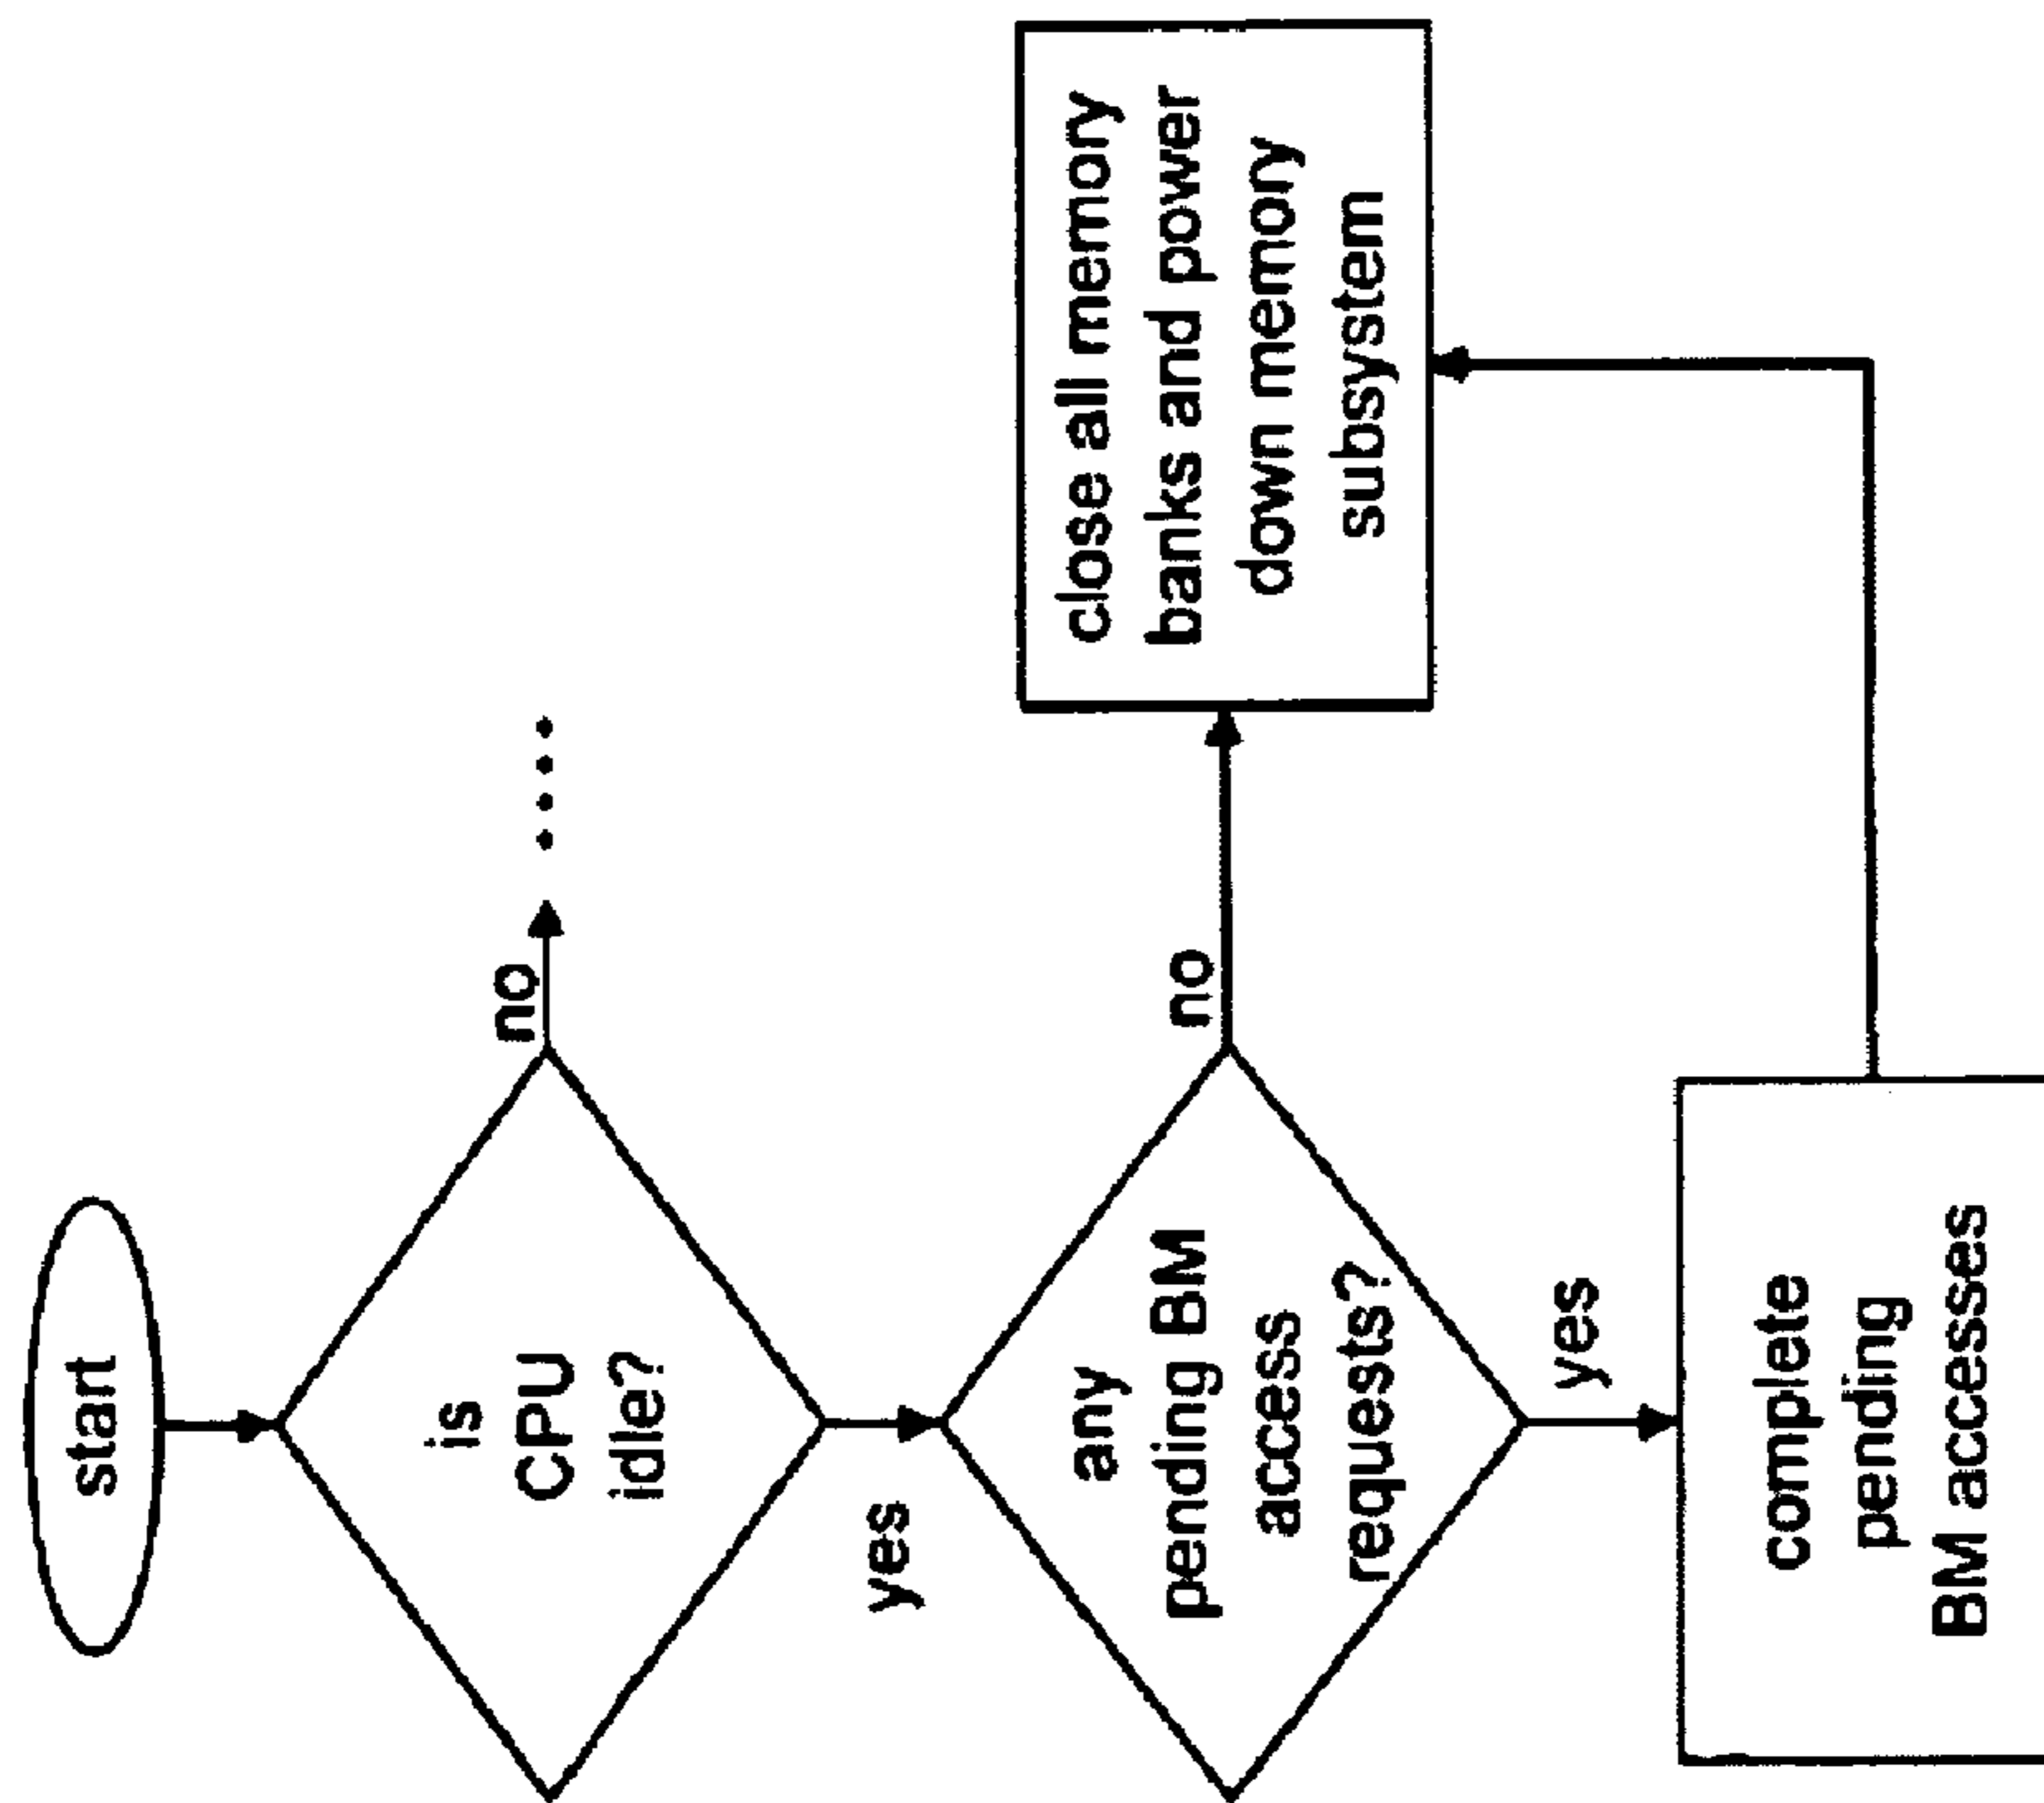 start
is
CPU
idle?
no
yes
any
pending BM
access
requests?
no
yes
close all memory
banks and power
down memory
subsystem
complete
pending
BM accesses